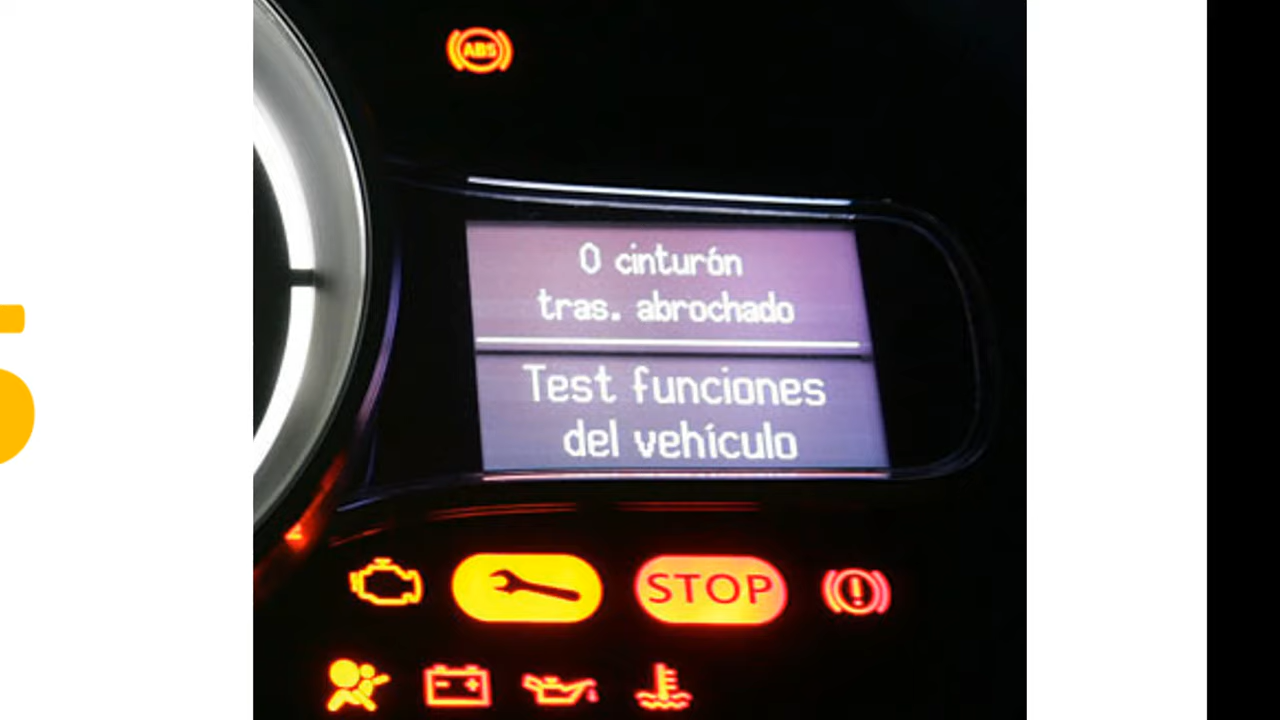 ABS
0 cinturón
tras. abrochado
Test funciones
del vehículo
STOP